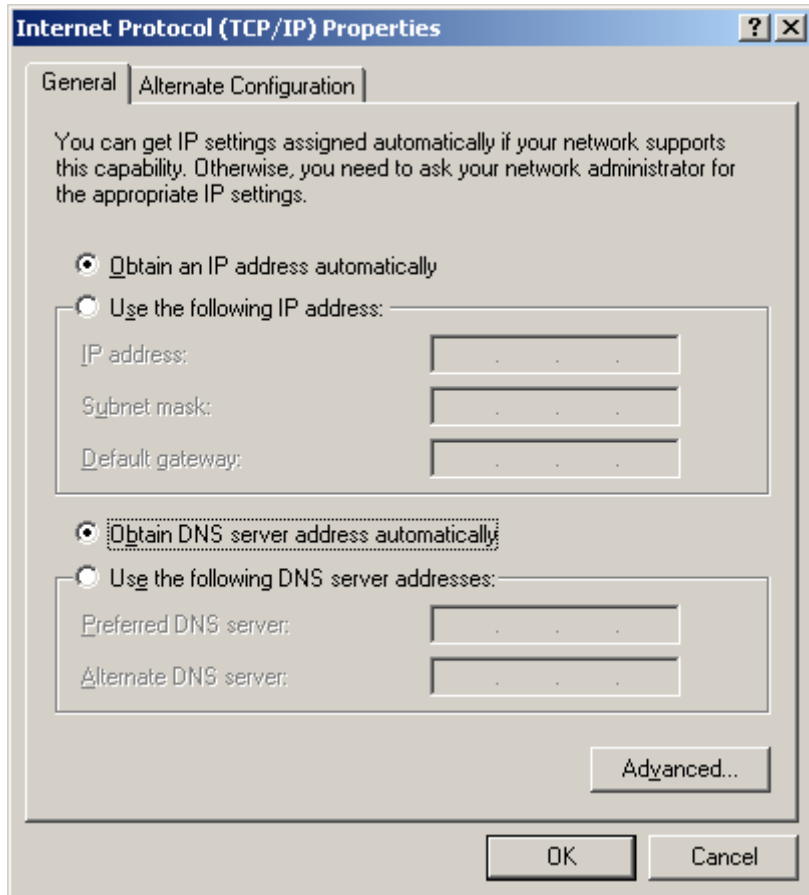 Internet Protocol (TCP/IP) Properties
General
Alternate Configuration
You can get IP settings assigned automatically if your network supports
this capability. Otherwise, you need to ask your network administrator for
the appropriate IP settings.
Obtain an IP address automatically
Use the following IP address:
IP address:
Subnet mask:
Default gateway:
Obtain DNS server address automatically
Use the following DNS server addresses:
Preferred DNS server:
Alternate DNS server:
Advanced...
OK
Cancel